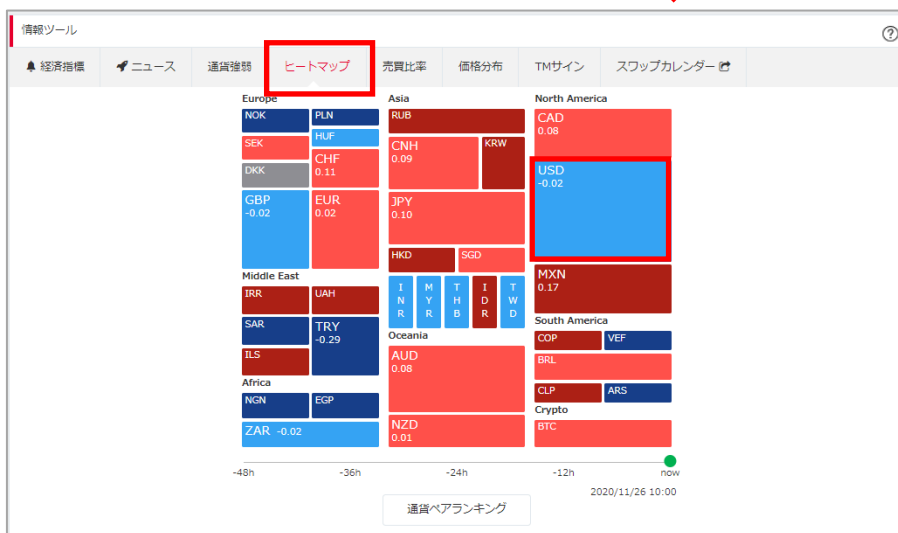 情報ツール
?
経済指標 ニュース 通貨強弱 ヒートマップ 売買比率 価格分布 TMサイン スワップカレンダー
Europe
NOK
PLN
SEK
HUF
CHF
0.11
DKK
GBP
-0.02
EUR
0.02
Middle East
IRR
UAH
SAR
TRY
-0.29
ILS
Africa
NGN
EGP
ZAR -0.02
Asia
RUB
CNH
0.09
KRW
JPY
0.10
HKD
SGD
INR
MYR
THB
IDR
TWD
Oceania
AUD
0.08
NZD
0.01
North America
CAD
0.08
USD
-0.02
MXN
0.17
South America
COP
VEF
BRL
CLP
ARS
Crypto
BTC
-48h -36h -24h -12h now
2020/11/26 10:00
通貨ペアランキング